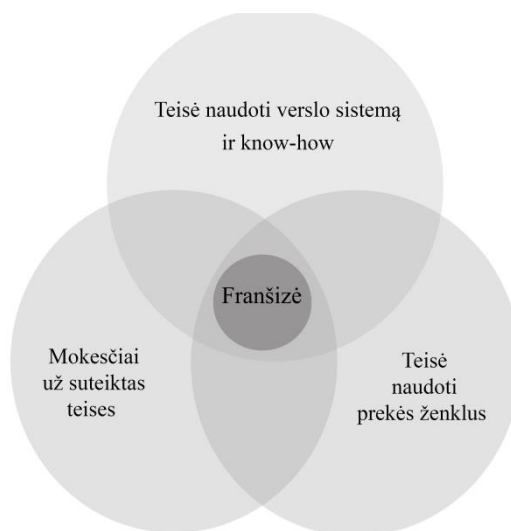 Teisė naudoti verslo sistemą
ir know-how
Franšizė
Mokesčiai
už suteiktas
teises
Teisė
naudoti
prekės ženklus